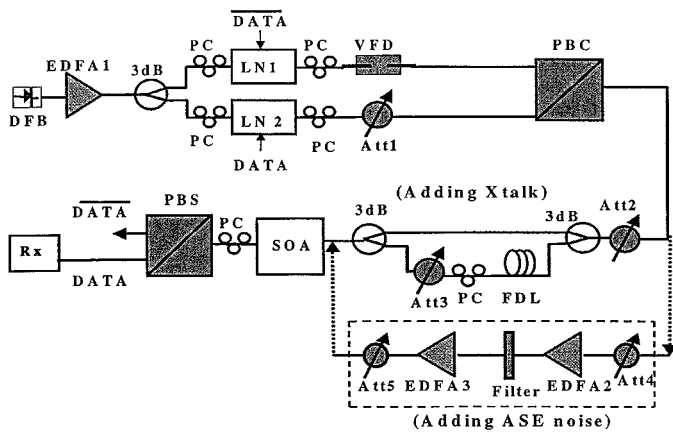 DATA
EDFA1
3dB
PC
LN1
PC
VFD
PBC
DFB
PC
LN 2
PC
Att1
DATA
(Adding Xtalk)
DATA
PBS
PC
SOA
3dB
3dB
Att2
Rx
DATA
Att3
PC
FDL
Att5
EDFA3
Filter
EDFA2
Att4
(Adding ASE noise)